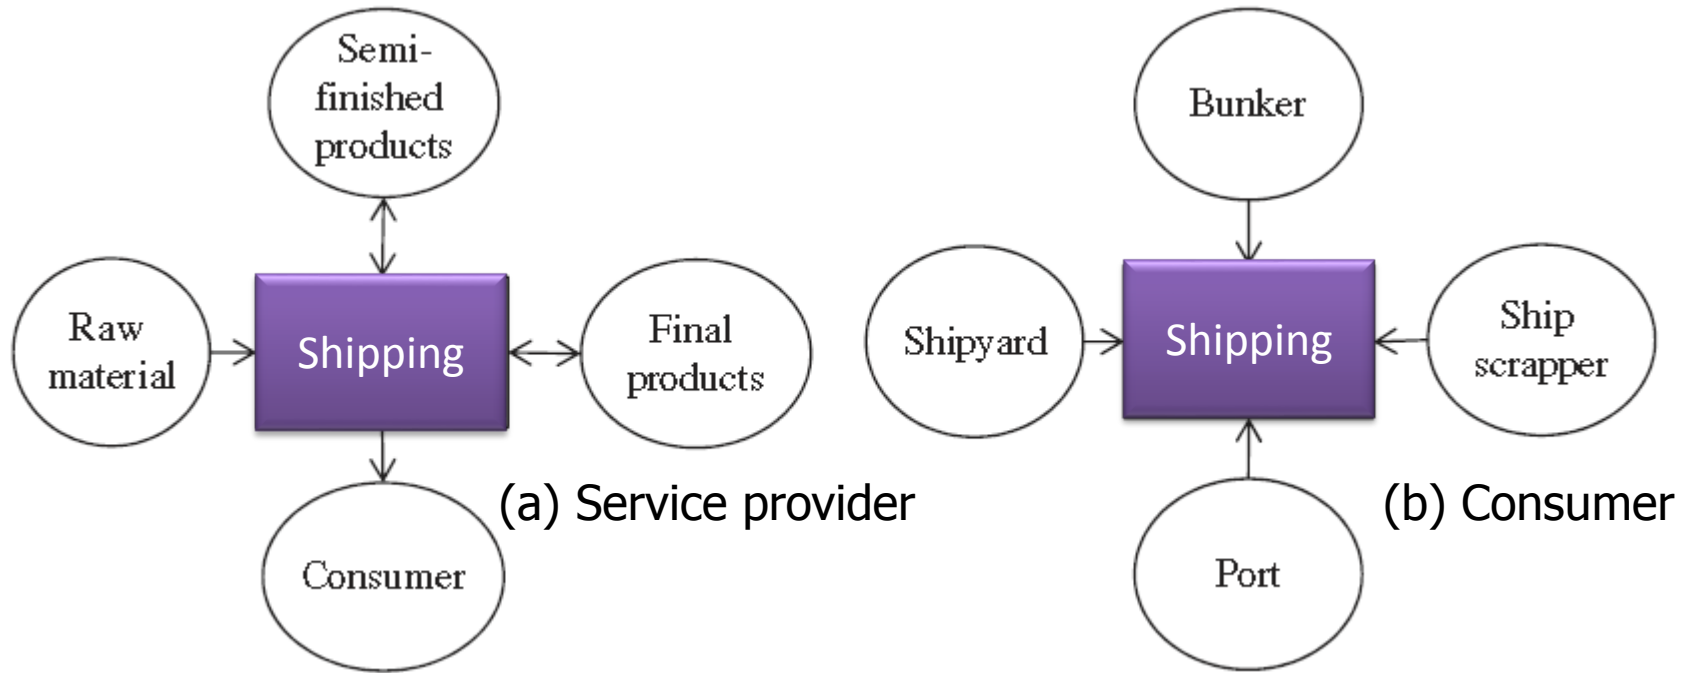 Semi-
finished
products
Raw
material
Shipping
Final
products
Consumer
(a) Service provider
Bunker
Shipyard
Shipping
Ship
scrapper
Port
(b) Consumer